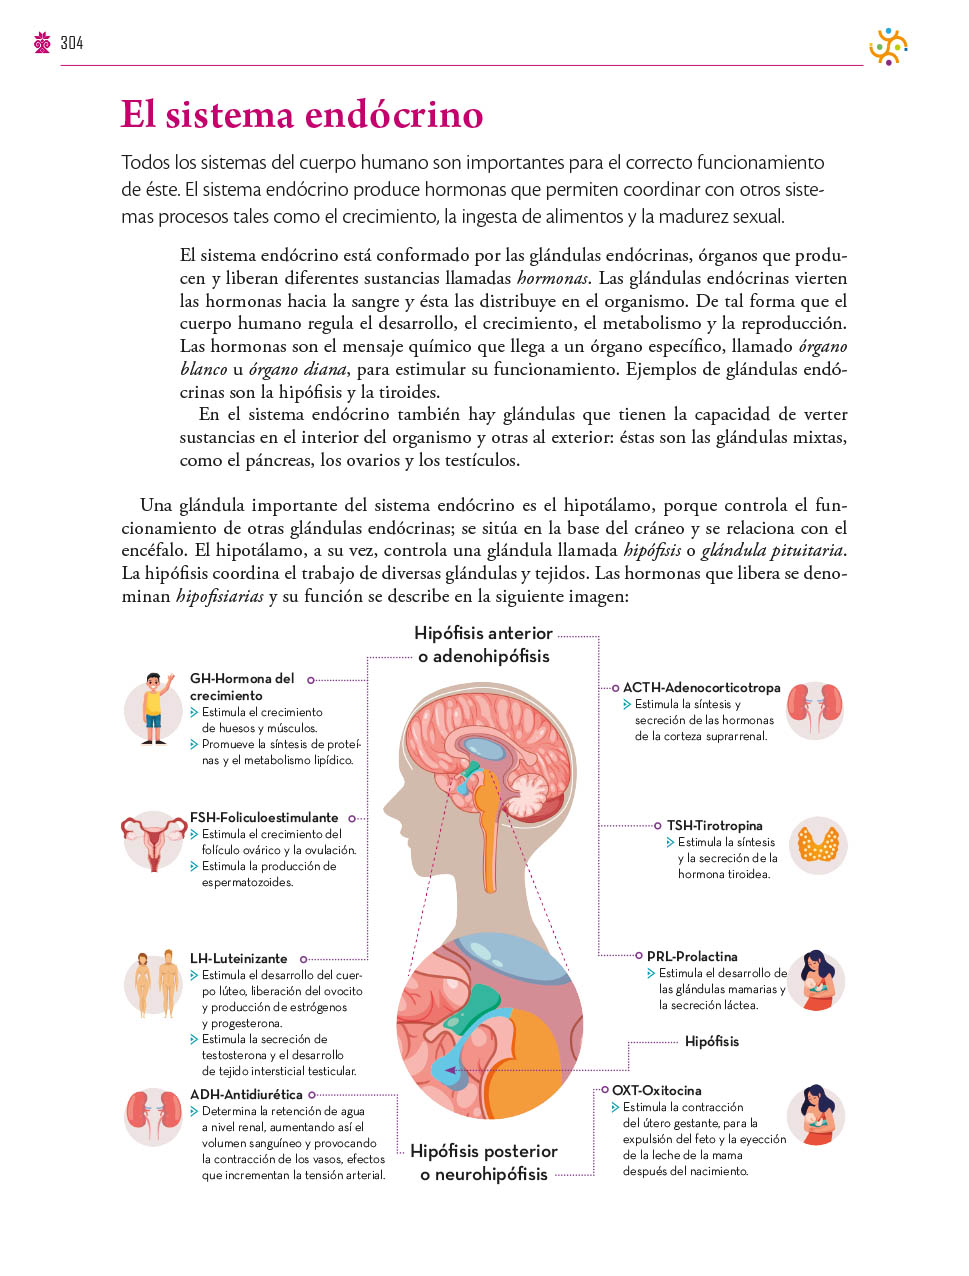 304
El sistema endócrino
Todos los sistemas del cuerpo humano son importantes para el correcto funcionamiento
de éste. El sistema endócrino produce hormonas que permiten coordinar con otros siste-
mas procesos tales como el crecimiento, la ingesta de alimentos y la madurez sexual.
El sistema endócrino está conformado por las glándulas endócrinas, órganos que produ-
cen y liberan diferentes sustancias llamadas hormonas. Las glándulas endócrinas vierten
las hormonas hacia la sangre y ésta las distribuye en el organismo. De tal forma que el
cuerpo humano regula el desarrollo, el crecimiento, el metabolismo y la reproducción.
Las hormonas son el mensaje químico que llega a un órgano específico, llamado órgano
blanco u órgano diana, para estimular su funcionamiento. Ejemplos de glándulas endó-
crinas son la hipófisis y la tiroides.
En el sistema endócrino también hay glándulas que tienen la capacidad de verter
sustancias en el interior del organismo y otras al exterior: éstas son las glándulas mixtas,
como el páncreas, los ovarios y los testículos.
Una glándula importante del sistema endócrino es el hipotálamo, porque controla el fun-
cionamiento de otras glándulas endócrinas; se sitúa en la base del cráneo y se relaciona con el
encéfalo. El hipotálamo, a su vez, controla una glándula llamada hipófisis o glándula pituitaria.
La hipófisis coordina el trabajo de diversas glándulas y tejidos. Las hormonas que libera se deno-
minan hipofisiarias y su función se describe en la siguiente imagen:
Hipófisis anterior
o adenohipófisis
GH-Hormona del
crecimiento
Estimula el crecimiento
de huesos y músculos.
Promueve la síntesis de proteí-
nas y el metabolismo lipídico.
FSH-Foliculoestimulante
Estimula el crecimiento del
folículo ovárico y la ovulación.
Estimula la producción de
espermatozoides.
LH-Luteinizante
Estimula el desarrollo del cuer-
po lúteo, liberación del ovocito
y producción de estrógenos
y progesterona.
Estimula la secreción de
testosterona y el desarrollo
de tejido intersticial testicular.
ADH-Antidiurética
Determina la retención de agua
a nivel renal, aumentando así el
volumen sanguíneo y provocando
la contracción de los vasos, efectos
que incrementan la tensión arterial.
ACTH-Adenocorticotropa
Estimula la síntesis y
secreción de las hormonas
de la corteza suprarrenal.
TSH-Tirotropina
Estimula la síntesis
y la secreción de la
hormona tiroidea.
PRL-Prolactina
Estimula el desarrollo de
las glándulas mamarias y
la secreción láctea.
Hipófisis
OXT-Oxitocina
Estimula la contracción
del útero gestante, para la
expulsión del feto y la eyección
de la leche de la mama
después del nacimiento.
Hipófisis posterior
o neurohipófisis